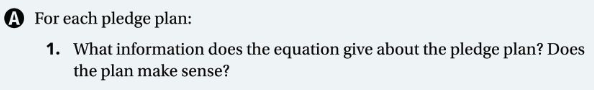 A For each pledge plan:
1. What information does the equation give about the pledge plan? Does
the plan make sense?